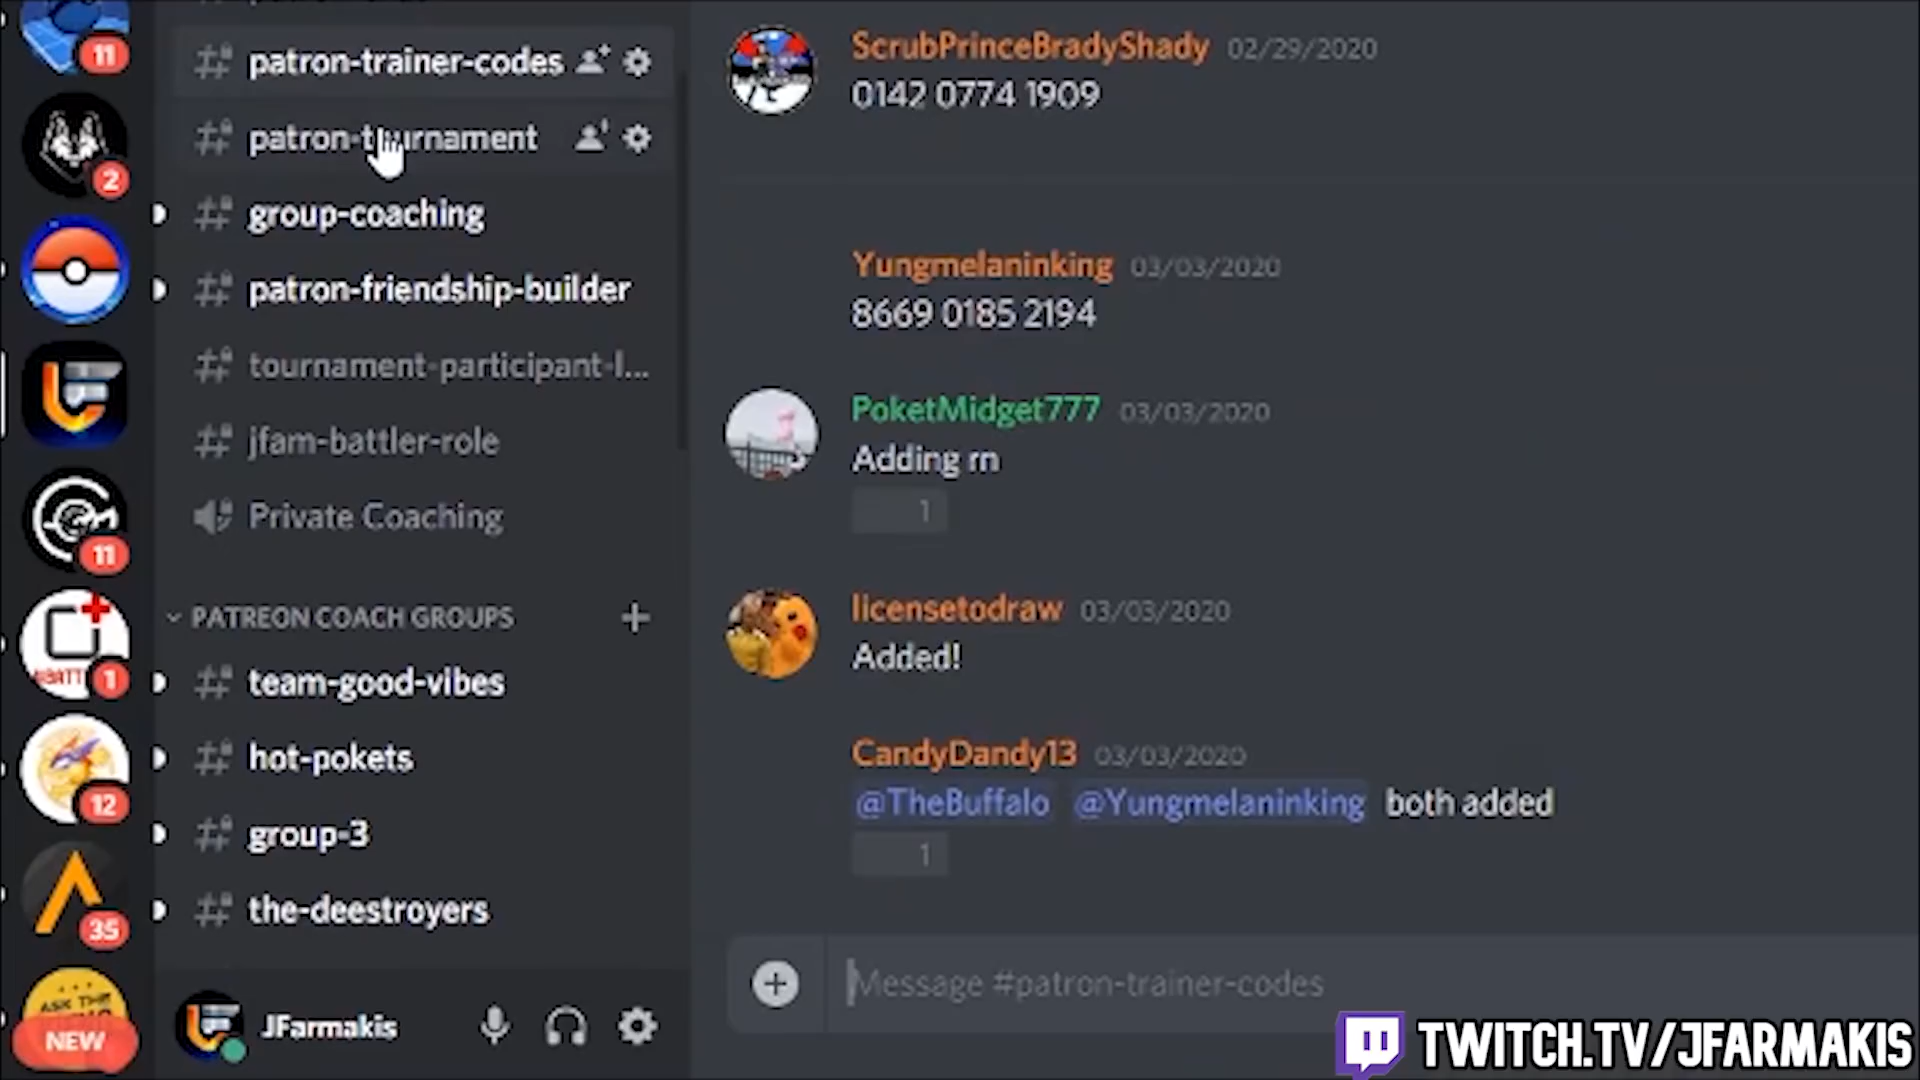 11
patron-trainer-codes
patron-tournament
2
group-coaching
patron-friendship-builder
tournament-participant-l...
jfam-battler-role
11
Private Coaching
PATREON COACH GROUPS
1
team-good-vibes
12
hot-pokets
group-3
35
the-deestroyers
ASK THE
NEW
JFarmakis
ScrubPrinceBradyShady 02/29/2020
0142 0774 1909
Yungmelaninking 03/03/2020
8669 0185 2194
PoketMidget777 03/03/2020
Adding rn
1
licensetodraw 03/03/2020
Added!
CandyDandy13 03/03/2020
@TheBuffalo @Yungmelaninking both added
1
Message #patron-trainer-codes
TWITCH.TV/JFARMAKIS